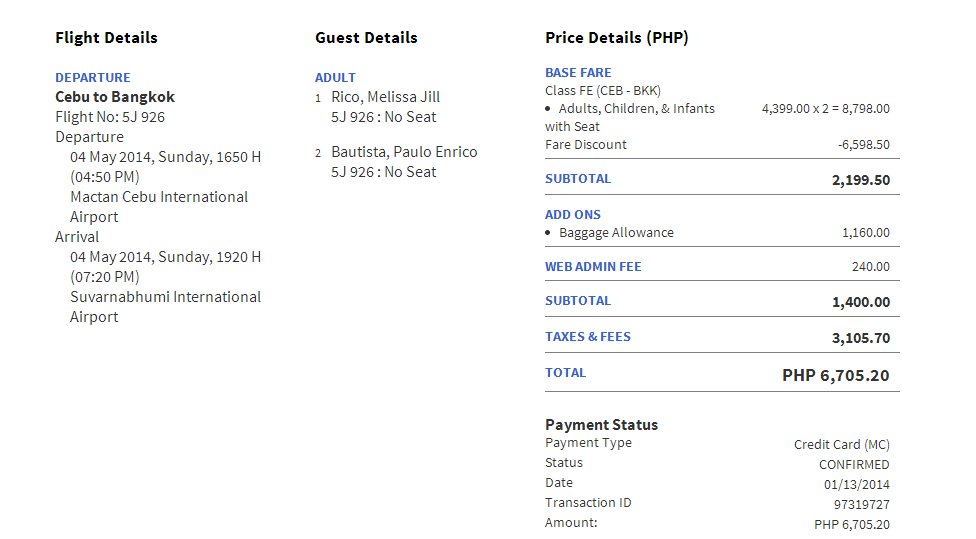 Flight Details
DEPARTURE
Cebu to Bangkok
Flight No: 5J 926
Departure
04 May 2014, Sunday, 1650 H
(04:50 PM)
Mactan Cebu International
Airport
Arrival
04 May 2014, Sunday, 1920 H
(07:20 PM)
Suvarnabhumi International
Airport
Guest Details
ADULT
1 Rico, Melissa Jill
5J 926 : No Seat
2 Bautista, Paulo Enrico
5J 926 : No Seat
Price Details (PHP)
BASE FARE
Class FE (CEB - BKK)
• Adults, Children, & Infants 4,399.00 x 2 = 8,798.00
with Seat
Fare Discount -6,598.50
SUBTOTAL 2,199.50
ADD ONS
• Baggage Allowance 1,160.00
WEB ADMIN FEE 240.00
SUBTOTAL 1,400.00
TAXES & FEES 3,105.70
TOTAL PHP 6,705.20
Payment Status
Payment Type Credit Card (MC)
Status CONFIRMED
Date 01/13/2014
Transaction ID 97319727
Amount: PHP 6,705.20